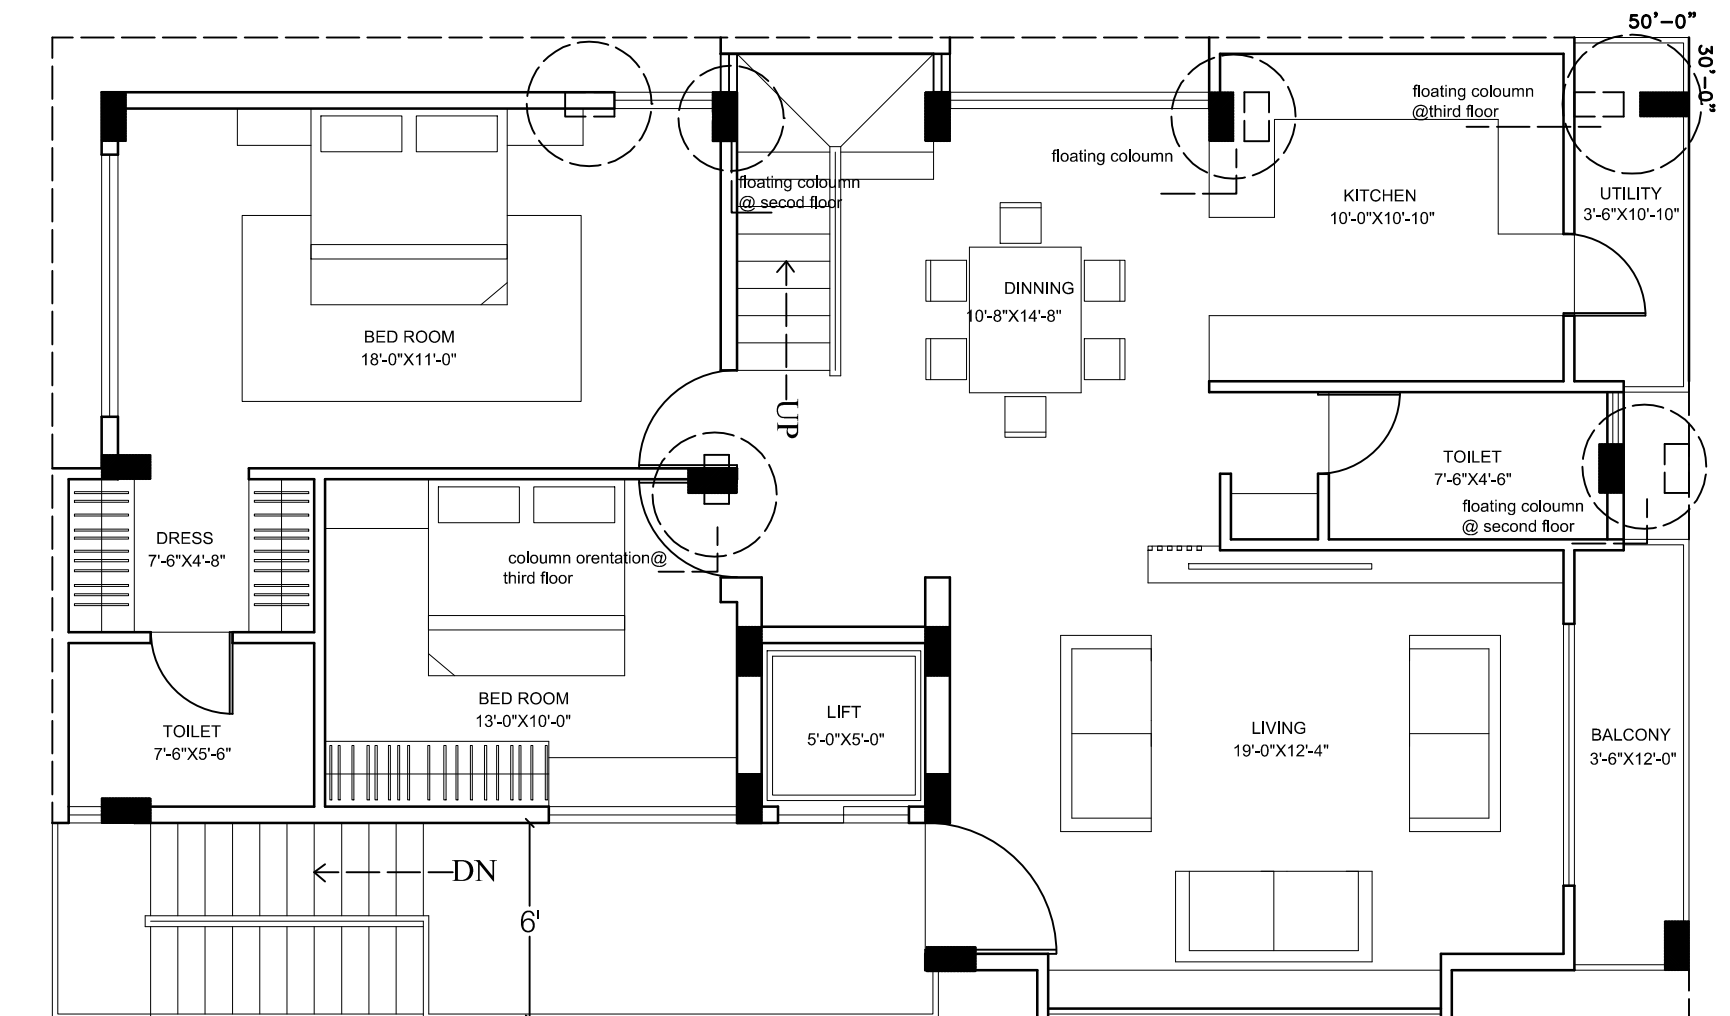 50'-0"
30'-0"
floating coloumn
@third floor
floating coloumn
floating coloumn
@ secod floor
KITCHEN
10'-0"X10'-10"
UTILITY
3'-6"X10'-10"
DINNING
10'-8"X14'-8"
BED ROOM
18'-0"X11'-0"
UP
TOILET
7'-6"X4'-6"
floating coloumn
@ second floor
DRESS
7'-6"X4'-8"
coloumn orentation@
third floor
BED ROOM
13'-0"X10'-0"
LIFT
5'-0"X5'-0"
TOILET
7'-6"X5'-6"
LIVING
19'-0"X12'-4"
BALCONY
3'-6"X12'-0"
DN
6'